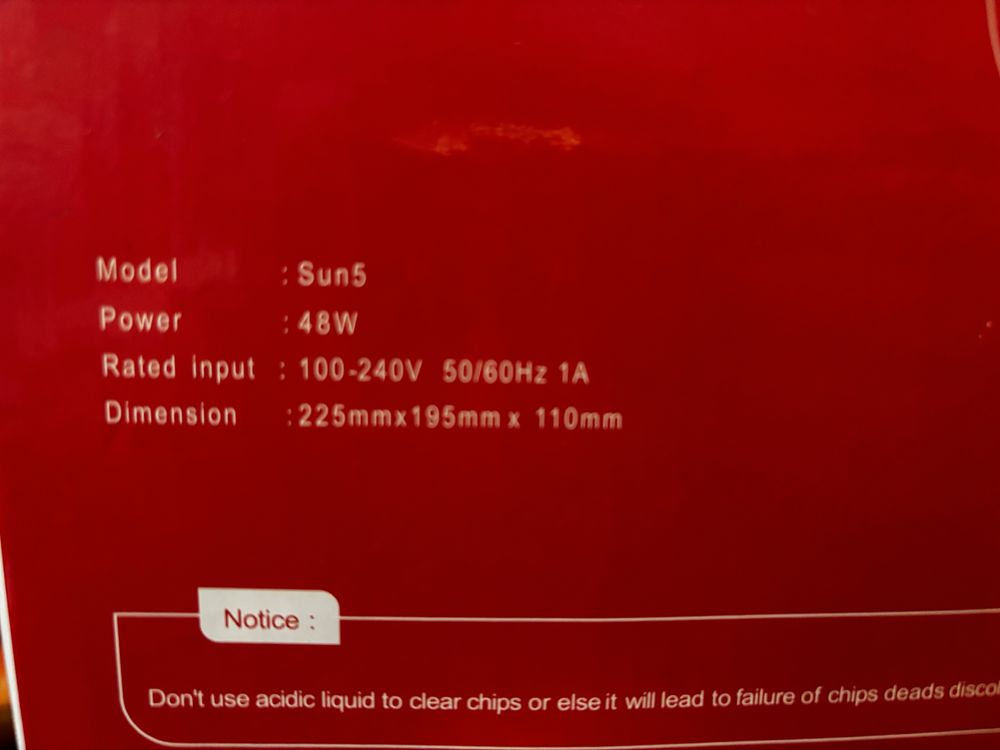 Model : Sun5
Power : 48W
Rated input : 100-240V 50/60Hz 1A
Dimension : 225mmx195mm x 110mm
Notice :
Don't use acidic liquid to clear chips or else it will lead to failure of chips deads